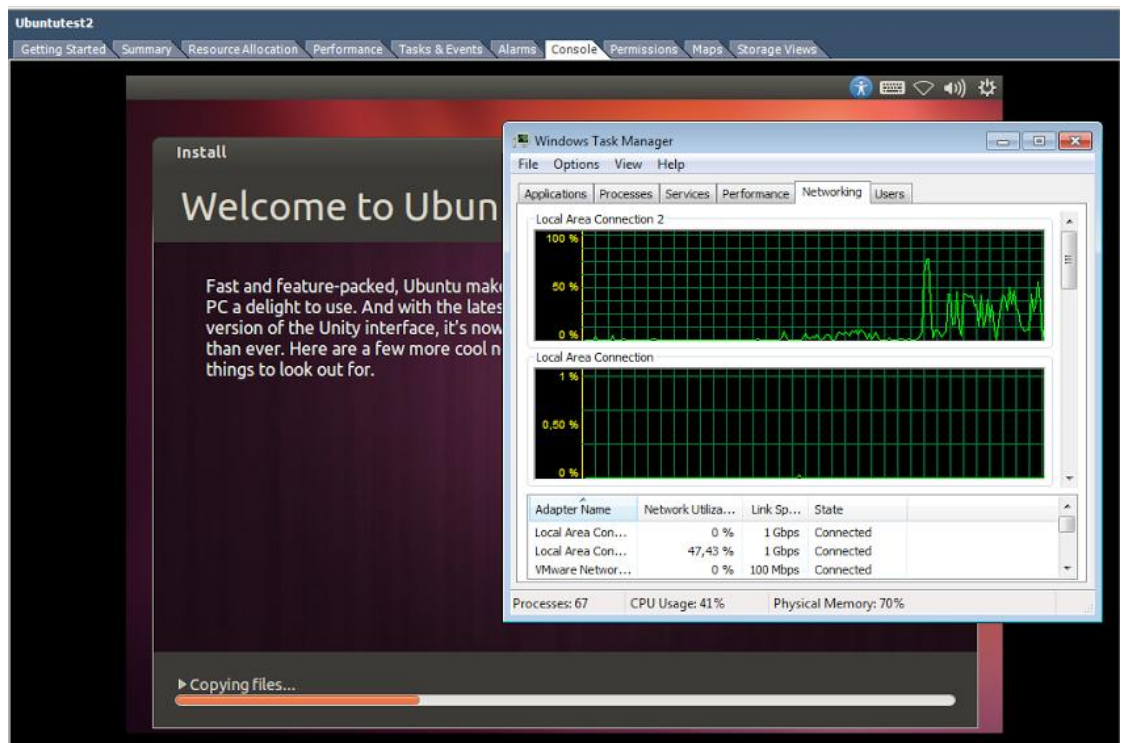 Ubuntutest2
Getting Started Summary Resource Allocation Performance Tasks & Events Alarms Console Permissions Maps Storage Views
Install
Welcome to Ubun
Fast and feature-packed, Ubuntu make
PC a delight to use. And with the lates
version of the Unity interface, it's now
than ever. Here are a few more cool n
things to look out for.
Copying files...
Windows Task Manager
File Options View Help
Applications Processes Services Performance Networking Users
Local Area Connection 2
100 %
50 %
0 %
Local Area Connection
1 %
0,50 %
0 %
Adapter Name Network Utiliza... Link Sp... State
Local Area Con... 0 % 1 Gbps Connected
Local Area Con... 47,43 % 1 Gbps Connected
VMware Networ... 0 % 100 Mbps Connected
Processes: 67 CPU Usage: 41% Physical Memory: 70%